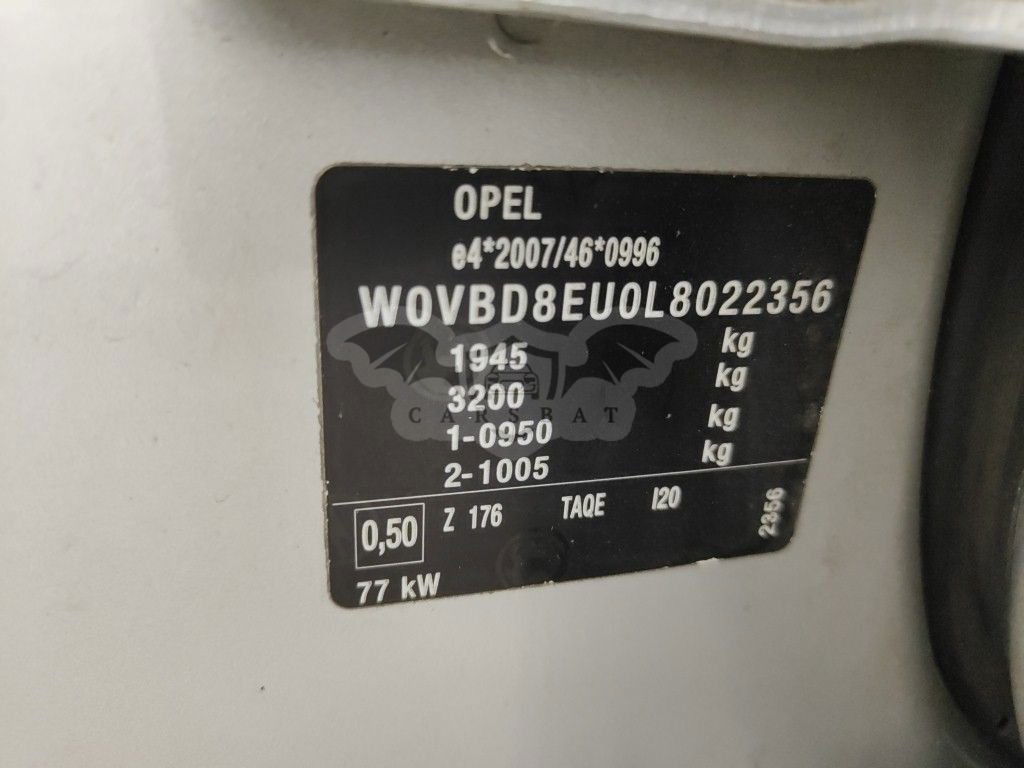 OPEL
e4*2007/46*0996
W0VBD8EU0L8022356
1945 kg
3200 kg
1-0950 kg
2-1005 kg
CARSBAT
0,50 Z 176 TAQE I20 2356
77 kW